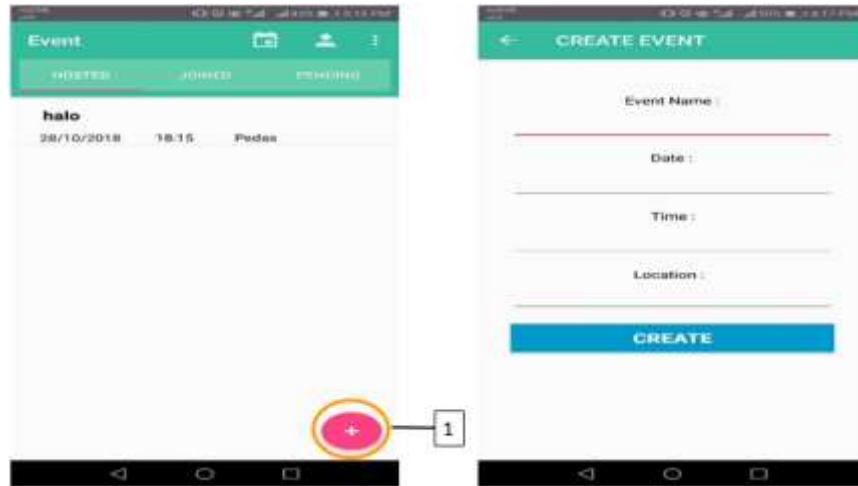 Event
HOSTED JOINED PENDING
halo
28/10/2018 18:15 Pedas
+
1
CREATE EVENT
Event Name :
Date :
Time :
Location :
CREATE